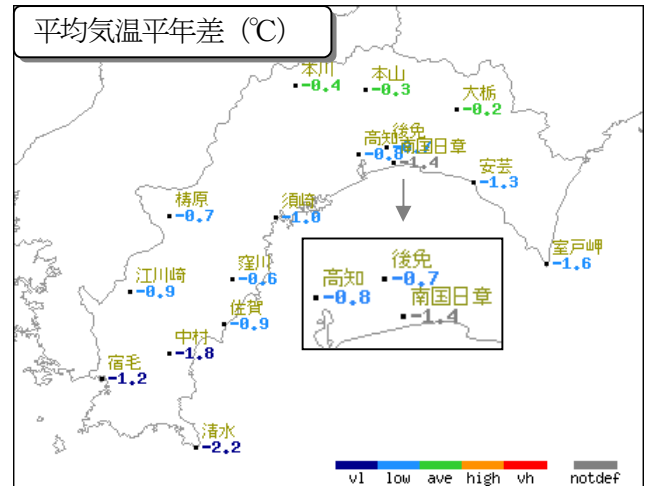 平均気温平年差（℃）
本川
-0.4
本山
-0.3
大栃
-0.2
高知
-0.8
後免
-0.7
南国日章
-1.4
安芸
-1.3
室戸岬
-1.6
梼原
-0.7
須崎
-1.0
窪川
-0.6
江川崎
-0.9
佐賀
-0.9
中村
-1.8
宿毛
-1.2
清水
-2.2
後免
-0.7
高知
-0.8
南国日章
-1.4
vl low ave high vh notdef